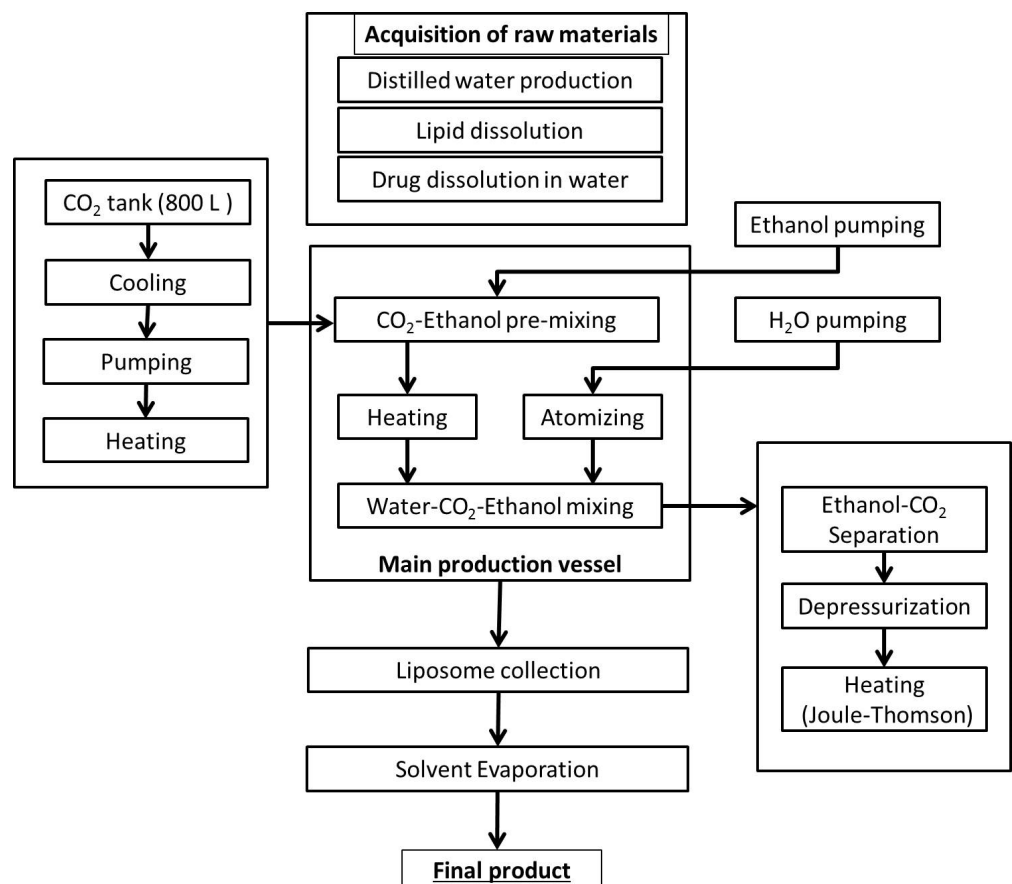 Acquisition of raw materials
Distilled water production
Lipid dissolution
Drug dissolution in water
CO₂ tank (800 L )
Cooling
Pumping
Heating
Ethanol pumping
CO₂-Ethanol pre-mixing
H₂O pumping
Heating
Atomizing
Water-CO₂-Ethanol mixing
Main production vessel
Ethanol-CO₂
Separation
Depressurization
Heating
(Joule-Thomson)
Liposome collection
Solvent Evaporation
Final product